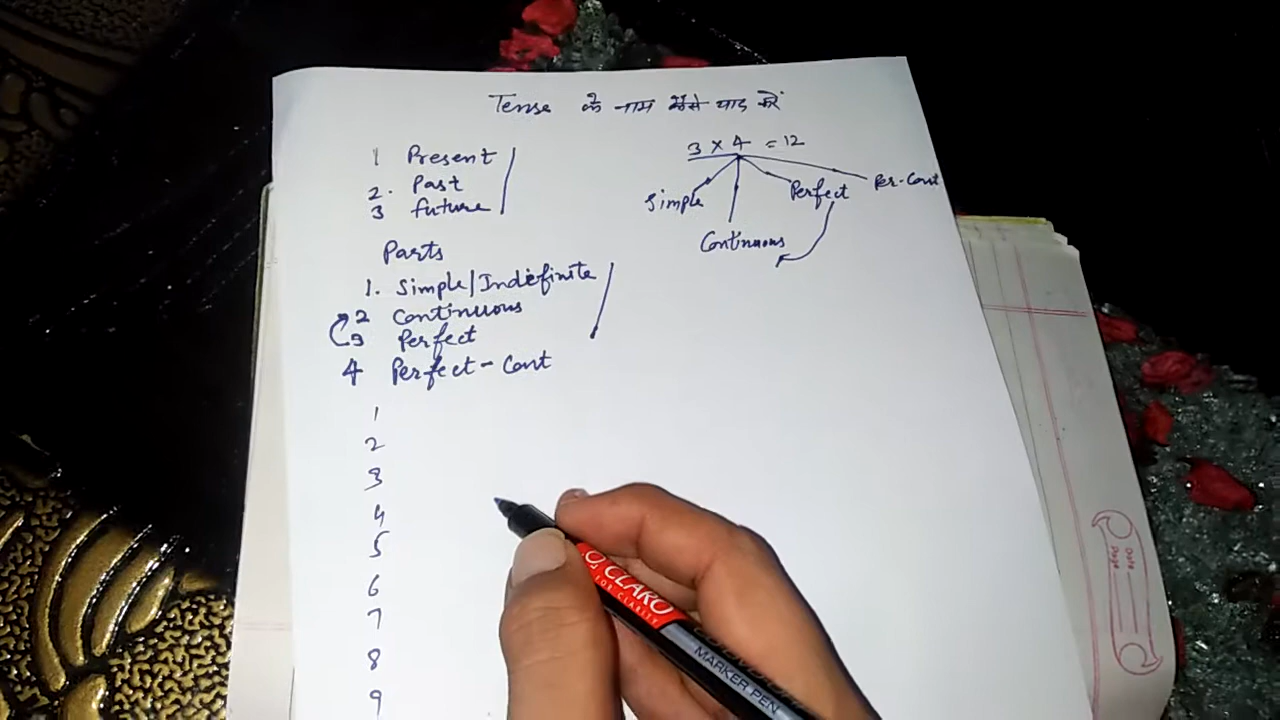 Tense के नाम कैसे याद करें
1 Present
2. Past
3 future
3 × 4 = 12
Simple
Continuous
Perfect
Per-Cont
Parts
1. Simple/Indefinite
2 Continuous
3 Perfect
4 Perfect - Cont
1
2
3
4
5
6
7
8
9
CLARO
FOR CLARITY
MARKER PEN
Date
Page